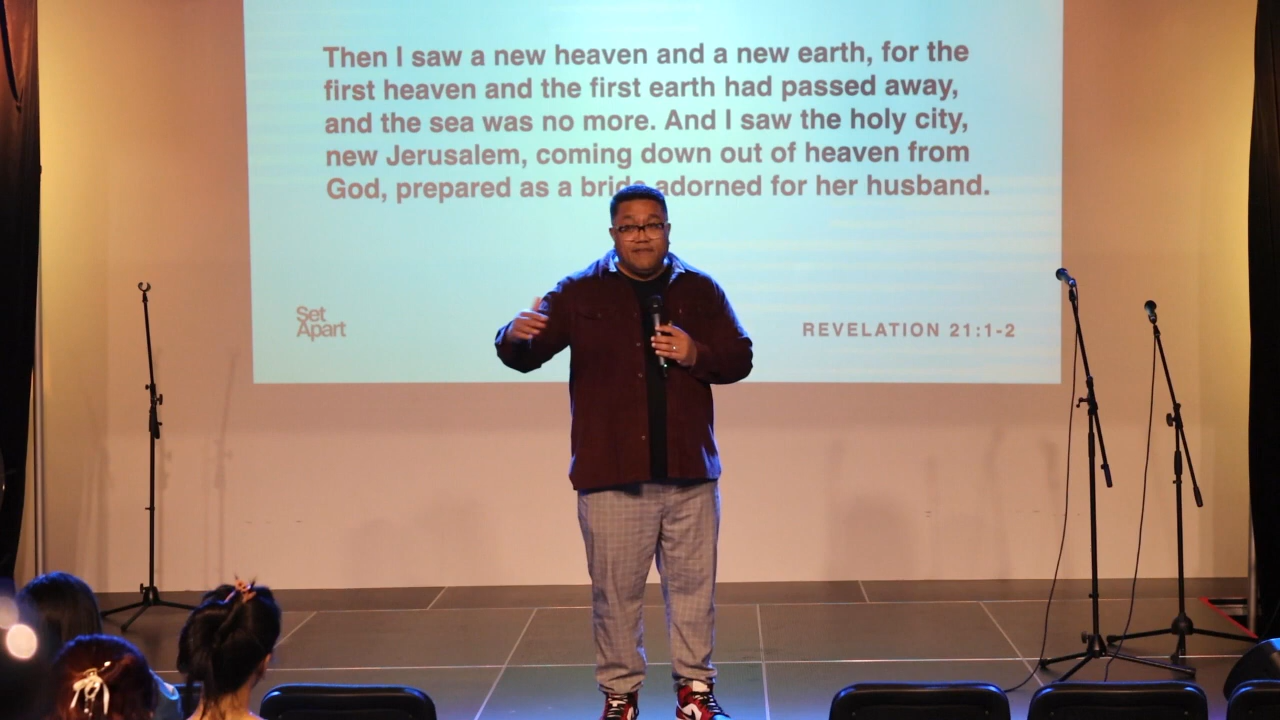 Then I saw a new heaven and a new earth, for the
first heaven and the first earth had passed away,
and the sea was no more. And I saw the holy city,
new Jerusalem, coming down out of heaven from
God, prepared as a bride adorned for her husband.
Set
Apart
REVELATION 21:1-2